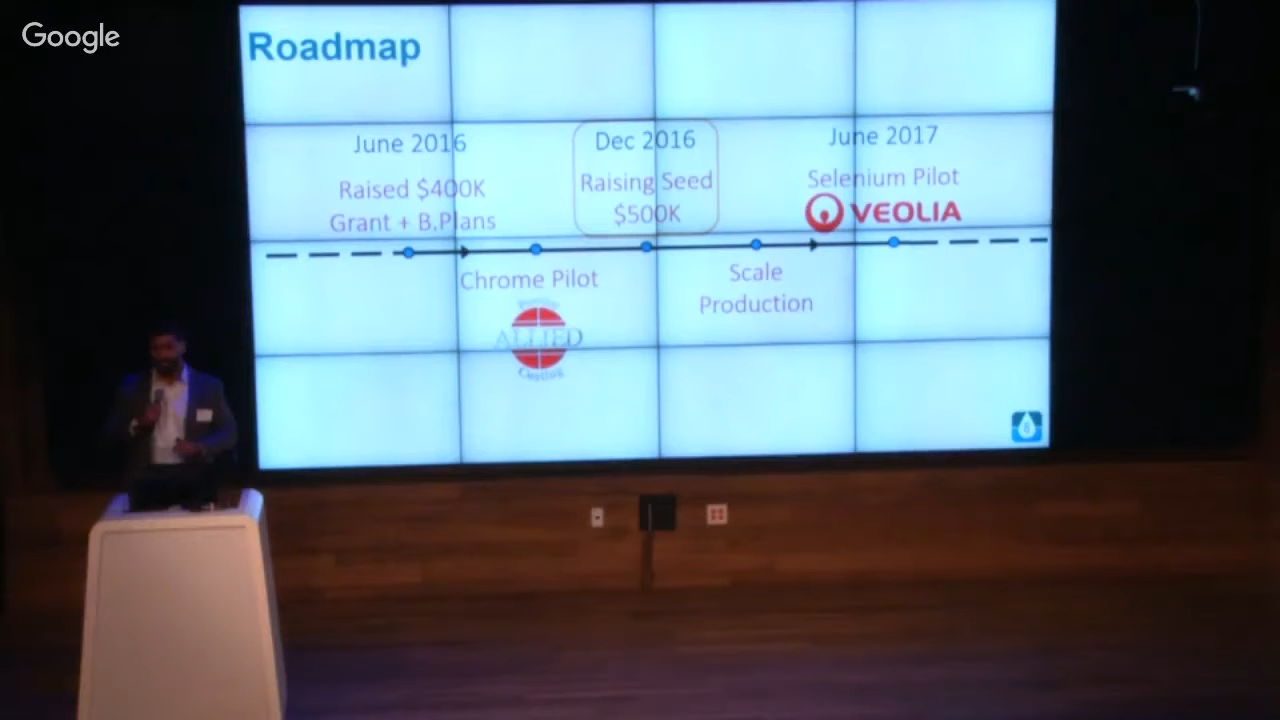 Google
Roadmap
June 2016
Raised $400K
Grant + B.Plans
Dec 2016
Raising Seed
$500K
June 2017
Selenium Pilot
VEOLIA
Chrome Pilot
ALLIED
Scale
Production